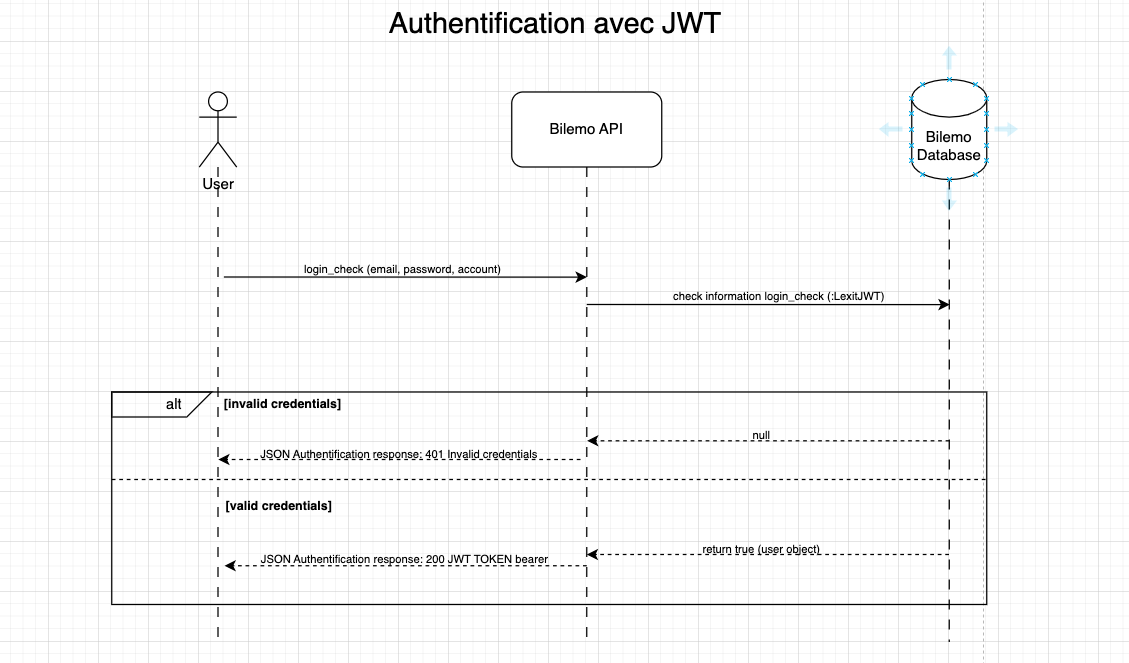 Authentification avec JWT
User
Bilemo API
Bilemo
Database
login_check (email, password, account)
check information login_check (:LexitJWT)
alt
[invalid credentials]
null
JSON Authentification response: 401 Invalid credentials
[valid credentials]
return true (user object)
JSON Authentification response: 200 JWT TOKEN bearer